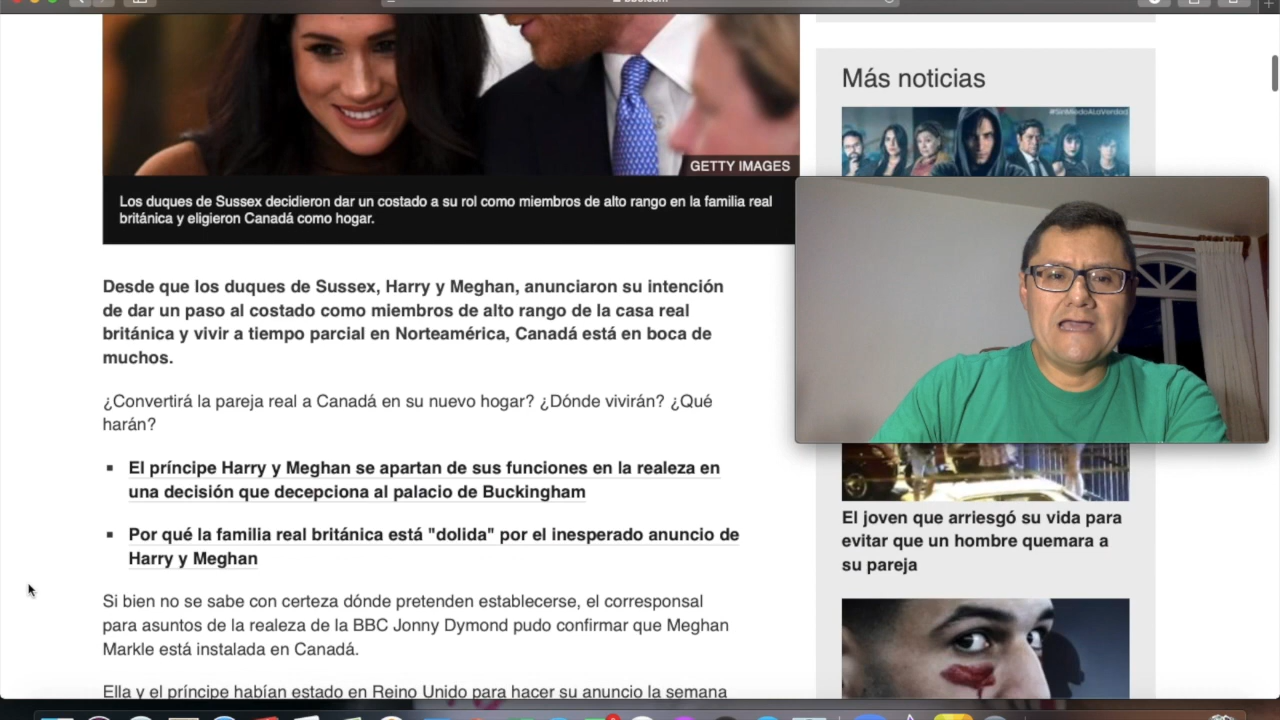 GETTY IMAGES
Los duques de Sussex decidieron dar un costado a su rol como miembros de alto rango en la familia real
británica y eligieron Canadá como hogar.
Desde que los duques de Sussex, Harry y Meghan, anunciaron su intención
de dar un paso al costado como miembros de alto rango de la casa real
británica y vivir a tiempo parcial en Norteamérica, Canadá está en boca de
muchos.
¿Convertirá la pareja real a Canadá en su nuevo hogar? ¿Dónde vivirán? ¿Qué
harán?
El príncipe Harry y Meghan se apartan de sus funciones en la realeza en
una decisión que decepciona al palacio de Buckingham
Por qué la familia real británica está "dolida" por el inesperado anuncio de
Harry y Meghan
Si bien no se sabe con certeza dónde pretenden establecerse, el corresponsal
para asuntos de la realeza de la BBC Jonny Dymond pudo confirmar que Meghan
Markle está instalada en Canadá.
Ella y el príncipe habían estado en Reino Unido para hacer su anuncio la semana
Más noticias
#SinMiedoALaVerdad
El joven que arriesgó su vida para
evitar que un hombre quemara a
su pareja